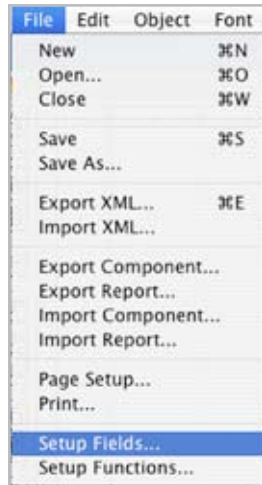 File Edit Object Font
New ⌘N
Open... ⌘O
Close ⌘W
Save ⌘S
Save As...
Export XML... ⌘E
Import XML...
Export Component...
Export Report...
Import Component...
Import Report...
Page Setup...
Print...
Setup Fields...
Setup Functions...